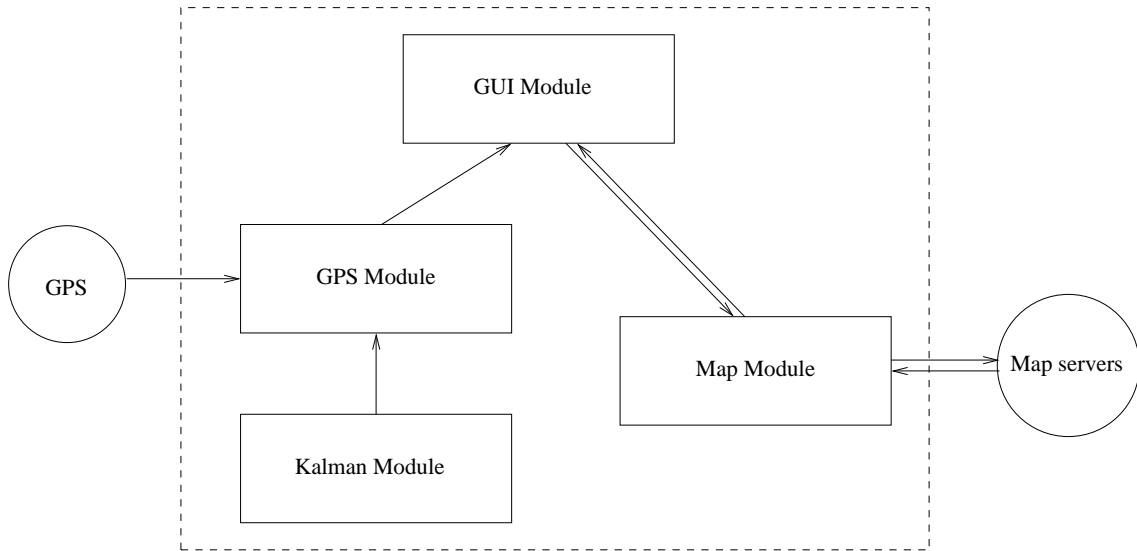 GUI Module
GPS
GPS Module
Map Module
Map servers
Kalman Module